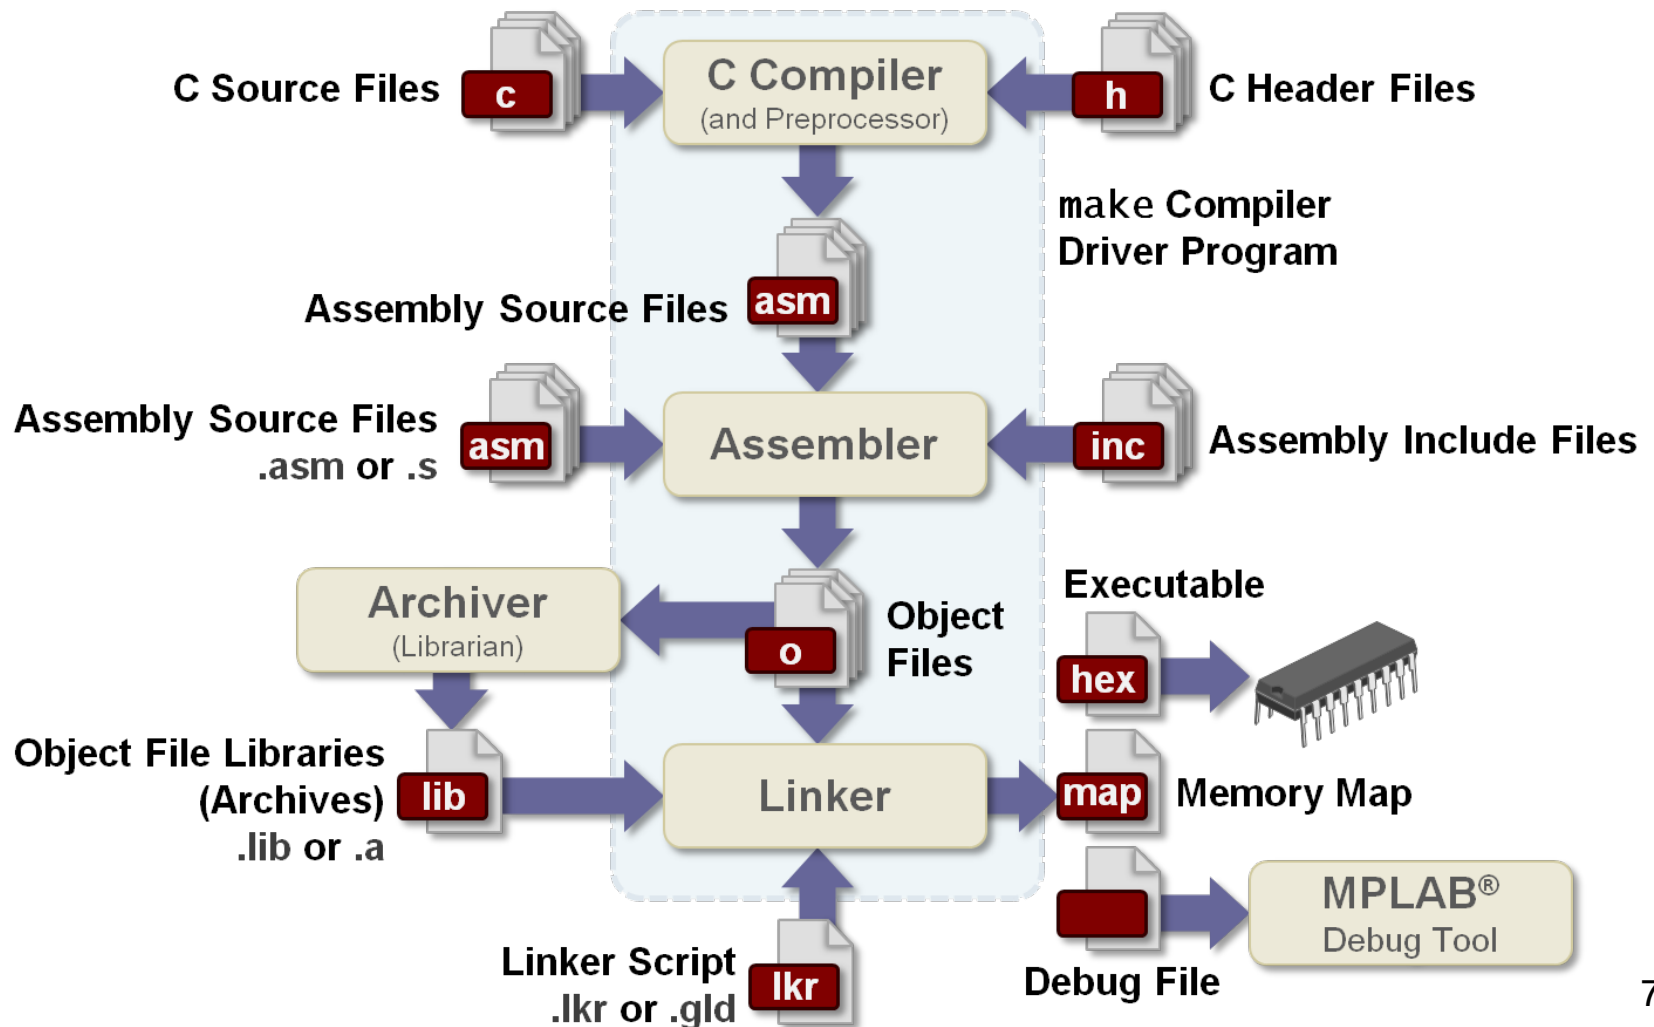 C Source Files
c
C Compiler
(and Preprocessor)
h
C Header Files
make Compiler
Driver Program
Assembly Source Files
asm
Assembly Source Files
.asm or .s
asm
Assembler
inc
Assembly Include Files
Archiver
(Librarian)
o
Object
Files
Executable
hex
Object File Libraries
(Archives)
.lib or .a
lib
Linker
map
Memory Map
Linker Script
.lkr or .gld
lkr
Debug File
MPLAB®
Debug Tool
7